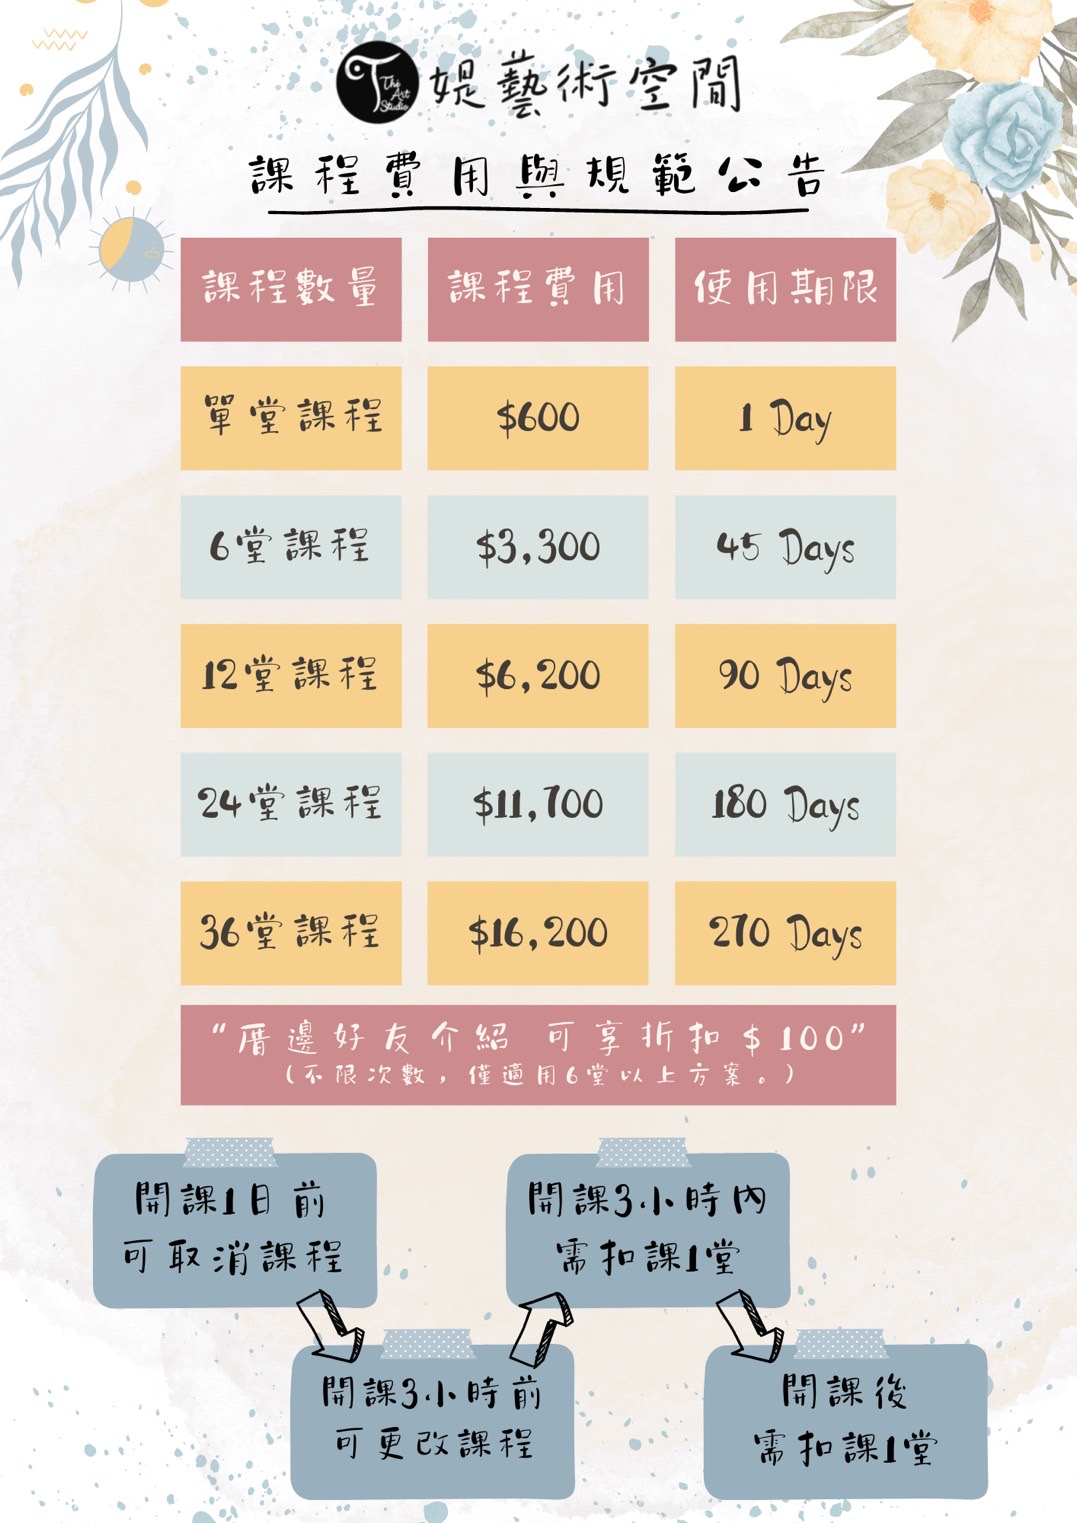 The
Art
Studio
媞藝術空間
課程費用與規範公告
課程數量 課程費用 使用期限
單堂課程 $600 1 Day
6堂課程 $3,300 45 Days
12堂課程 $6,200 90 Days
24堂課程 $11,700 180 Days
36堂課程 $16,200 270 Days
“厝邊好友介紹 可享折扣$100”
(不限次數，僅適用6堂以上方案。)
開課1日前
可取消課程
開課3小時前
可更改課程
開課3小時內
需扣課1堂
開課後
需扣課1堂